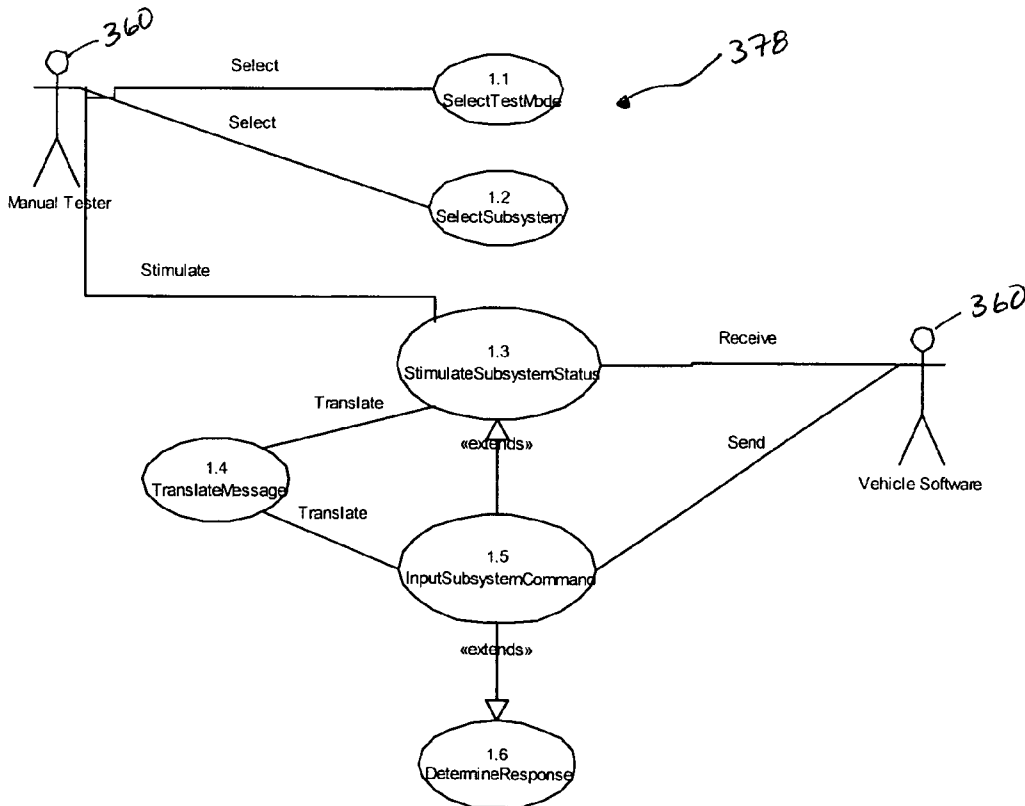 360
378
Select
1.1
SelectTestMode
Select
1.2
SelectSubsystem
Manual Tester
Stimulate
360
1.3
StimulateSubsystemStatus
Receive
Translate
«extends»
Send
1.4
TranslateMessage
Vehicle Software
Translate
1.5
InputSubsystemCommand
«extends»
1.6
DetermineResponse